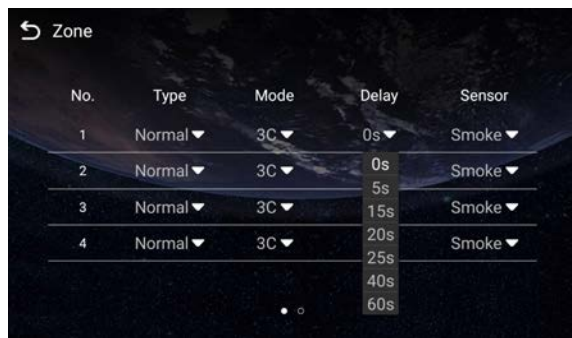 Zone
No. Type Mode Delay Sensor
1 Normal 3C 0s Smoke
2 Normal 3C 0s Smoke
5s
3 Normal 3C 15s Smoke
4 Normal 3C 20s Smoke
25s
40s
60s